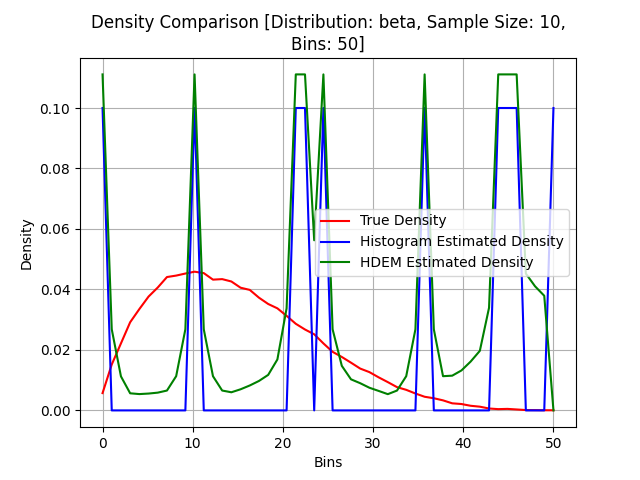 Density Comparison [Distribution: beta, Sample Size: 10,
Bins: 50]
Density
0.10
0.08
0.06
0.04
0.02
0.00
True Density
Histogram Estimated Density
HDEM Estimated Density
0
10
20
30
40
50
Bins